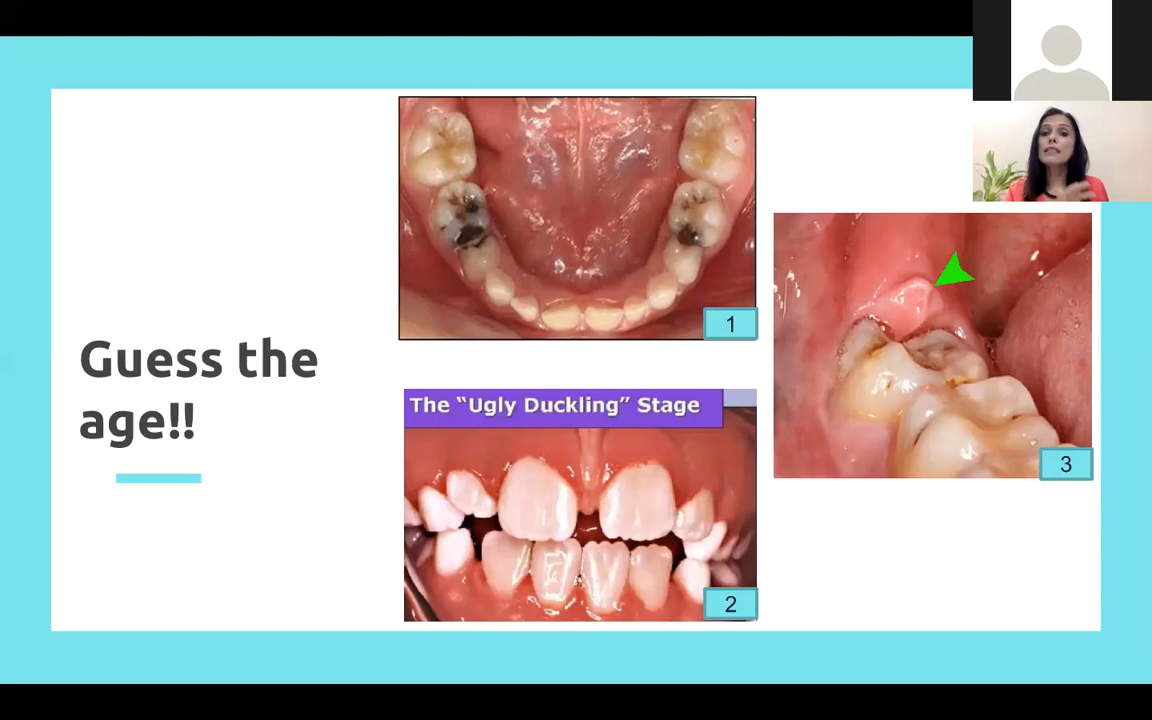 Guess the
age!!
1
The “Ugly Duckling” Stage
2
3